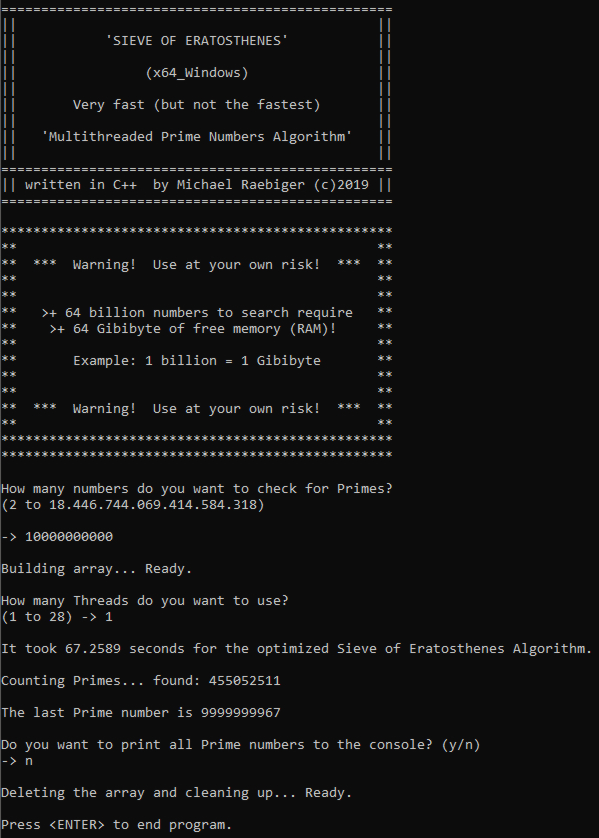 =================================================
||                                             ||
||           'SIEVE OF ERATOSTHENES'           ||
||                                             ||
||                (x64_Windows)                ||
||                                             ||
||       Very fast (but not the fastest)       ||
||                                             ||
||   'Multithreaded Prime Numbers Algorithm'   ||
||                                             ||
=================================================
|| written in C++  by Michael Raebiger (c)2019 ||
=================================================

*************************************************
**                                             **
**  ***  Warning!  Use at your own risk!  ***  **
**                                             **
**                                             **
**   >+ 64 billion numbers to search require   **
**    >+ 64 Gibibyte of free memory (RAM)!     **
**                                             **
**       Example: 1 billion = 1 Gibibyte       **
**                                             **
**                                             **
**  ***  Warning!  Use at your own risk!  ***  **
**                                             **
*************************************************
*************************************************

How many numbers do you want to check for Primes?
(2 to 18.446.744.069.414.584.318)

-> 10000000000

Building array... Ready.

How many Threads do you want to use?
(1 to 28) -> 1

It took 67.2589 seconds for the optimized Sieve of Eratosthenes Algorithm.

Counting Primes... found: 455052511

The last Prime number is 9999999967

Do you want to print all Prime numbers to the console? (y/n)
-> n

Deleting the array and cleaning up... Ready.

Press <ENTER> to end program.